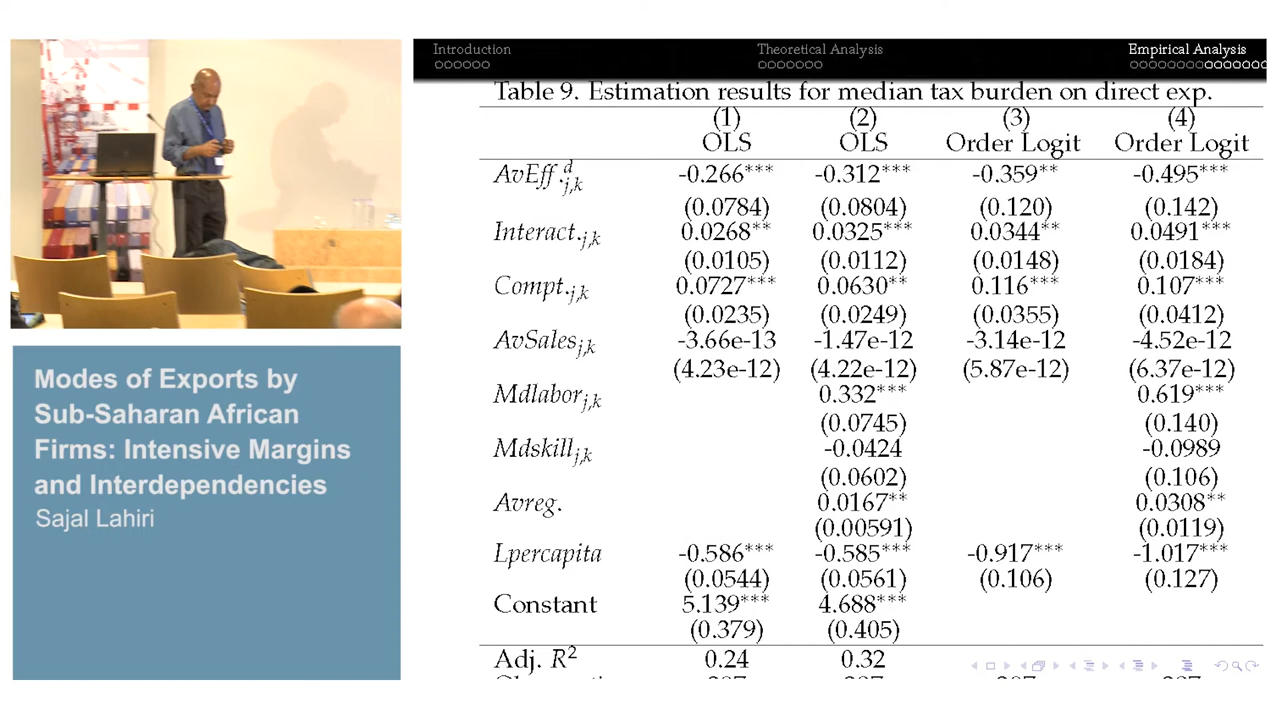 Introduction Theoretical Analysis Empirical Analysis
Table 9. Estimation results for median tax burden on direct exp.
(1) (2) (3) (4)
OLS OLS Order Logit Order Logit
AvEff.^d_{j,k} -0.266*** -0.312*** -0.359** -0.495***
(0.0784) (0.0804) (0.120) (0.142)
Interact._{j,k} 0.0268** 0.0325*** 0.0344** 0.0491***
(0.0105) (0.0112) (0.0148) (0.0184)
Compt._{j,k} 0.0727*** 0.0630** 0.116*** 0.107***
(0.0235) (0.0249) (0.0355) (0.0412)
AvSales_{j,k} -3.66e-13 -1.47e-12 -3.14e-12 -4.52e-12
(4.23e-12) (4.22e-12) (5.87e-12) (6.37e-12)
Mdlabor_{j,k} 0.332*** 0.619***
(0.0745) (0.140)
Mdskill_{j,k} -0.0424 -0.0989
(0.0602) (0.106)
Avreg. 0.0167** 0.0308**
(0.00591) (0.0119)
Lpercapita -0.586*** -0.585*** -0.917*** -1.017***
(0.0544) (0.0561) (0.106) (0.127)
Constant 5.139*** 4.688***
(0.379) (0.405)
Adj. R² 0.24 0.32
Modes of Exports by
Sub-Saharan African
Firms: Intensive Margins
and Interdependencies
Sajal Lahiri